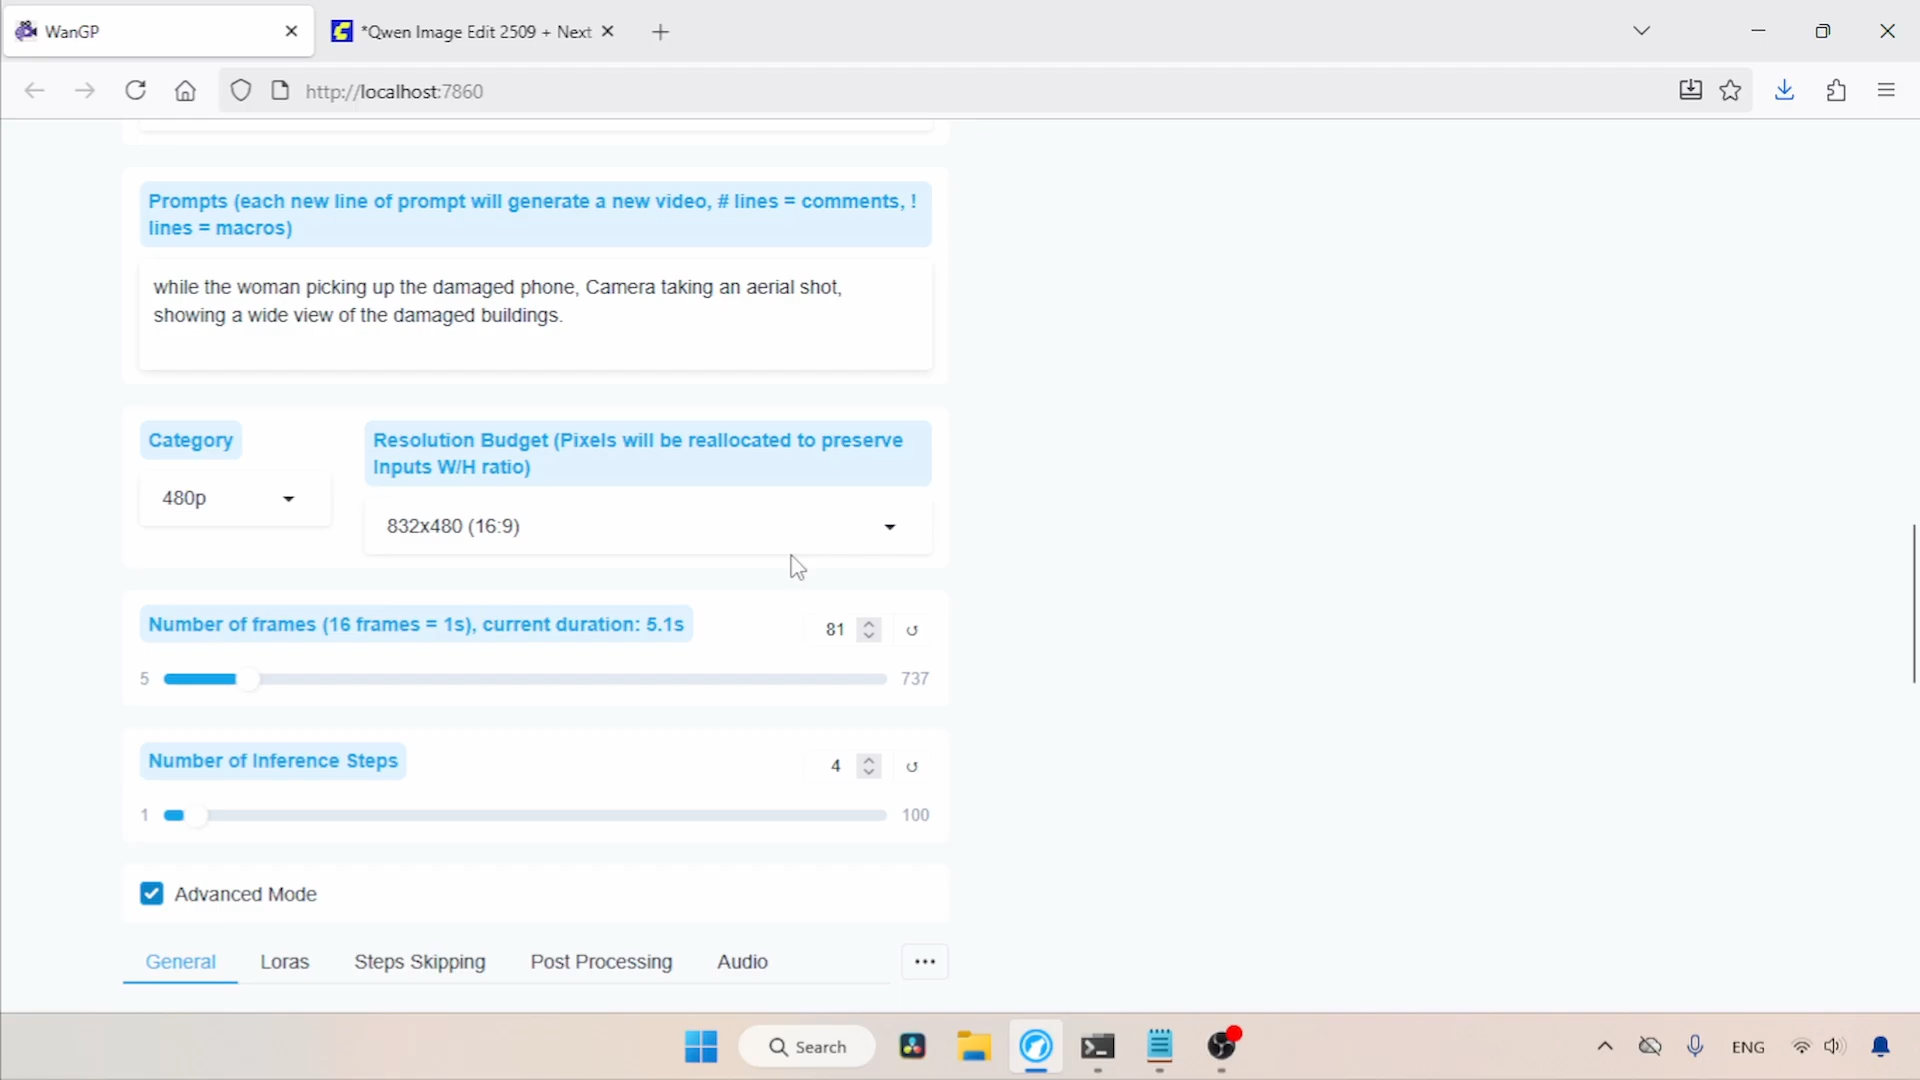 WanGP
*Qwen Image Edit 2509 + Next
http://localhost:7860
Prompts (each new line of prompt will generate a new video, # lines = comments, !
lines = macros)
while the woman picking up the damaged phone, Camera taking an aerial shot,
showing a wide view of the damaged buildings.
Category
Resolution Budget (Pixels will be reallocated to preserve
Inputs W/H ratio)
480p
832x480 (16:9)
Number of frames (16 frames = 1s), current duration: 5.1s
81
5
737
Number of Inference Steps
4
1
100
Advanced Mode
General
Loras
Steps Skipping
Post Processing
Audio
Search
ENG